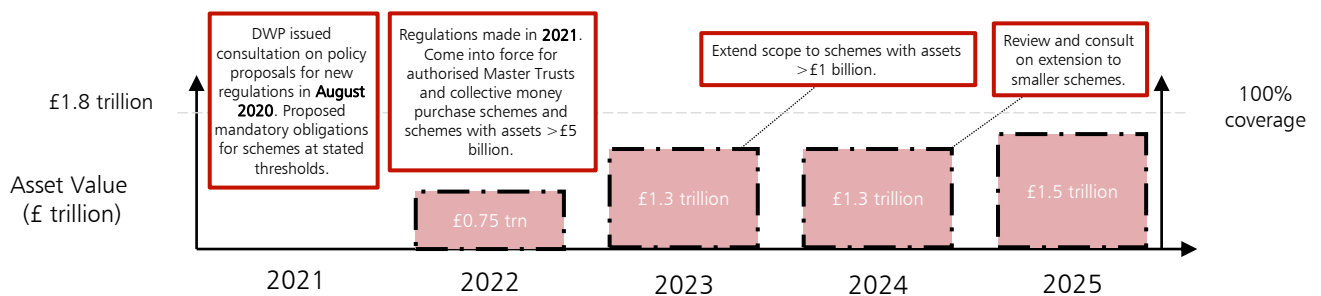 DWP issued
consultation on policy
proposals for new
regulations in August
2020. Proposed
mandatory obligations
for schemes at stated
thresholds.
Regulations made in 2021.
Come into force for
authorised Master Trusts
and collective money
purchase schemes and
schemes with assets >£5
billion.
Extend scope to schemes with assets
>£1 billion.
Review and consult
on extension to
smaller schemes.
£1.8 trillion
100%
coverage
Asset Value
(£ trillion)
£0.75 trn
£1.3 trillion
£1.3 trillion
£1.5 trillion
2021
2022
2023
2024
2025